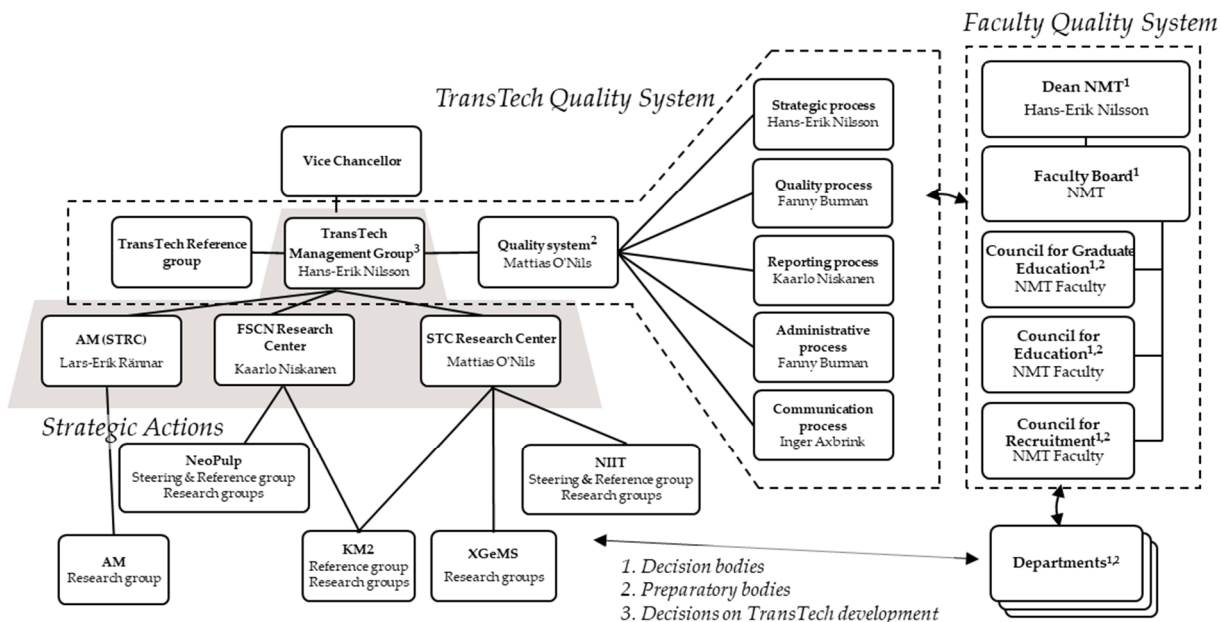 Faculty Quality System
TransTech Quality System
Vice Chancellor
TransTech Reference
group
TransTech
Management Group³
Hans-Erik Nilsson
Quality system²
Mattias O'Nils
Strategic process
Hans-Erik Nilsson
Quality process
Fanny Burman
Reporting process
Kaarlo Niskanen
Administrative
process
Fanny Burman
Communication
process
Inger Axbrink
Dean NMT¹
Hans-Erik Nilsson
Faculty Board¹
NMT
Council for Graduate
Education¹,²
NMT Faculty
Council for
Education¹,²
NMT Faculty
Council for
Recruitment¹,²
NMT Faculty
Departments¹,²
AM (STRC)
Lars-Erik Rännar
FSCN Research
Center
Kaarlo Niskanen
STC Research Center
Mattias O'Nils
Strategic Actions
NeoPulp
Steering & Reference group
Research groups
NIIT
Steering & Reference group
Research groups
AM
Research group
KM2
Reference group
Research groups
XGeMS
Research groups
1. Decision bodies
2. Preparatory bodies
3. Decisions on TransTech development